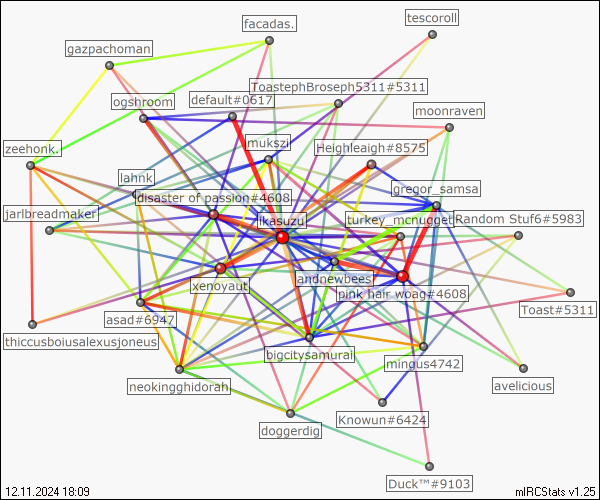 tescoroll
facadas.
gazpachoman
ToastephBroseph5311#5311
ogshroom
default#0617
moonraven
mukszi
Heighleaigh#8575
zeehonk.
lahnk
gregor_samsa
disaster of passion#4608
jarlbreadmaker
ikasuzu
turkey_mcnugget
Random Stuf6#5983
xenoyaut
andnewbees
pink hair woag#4608
Toast#5311
asad#6947
thiccusboiusalexusjoneus
bigcitysamurai
mingus4742
neokingghidorah
avelicious
Knowun#6424
doggerdig
Duck™#9103
12.11.2024 18:09
mIRCStats v1.25